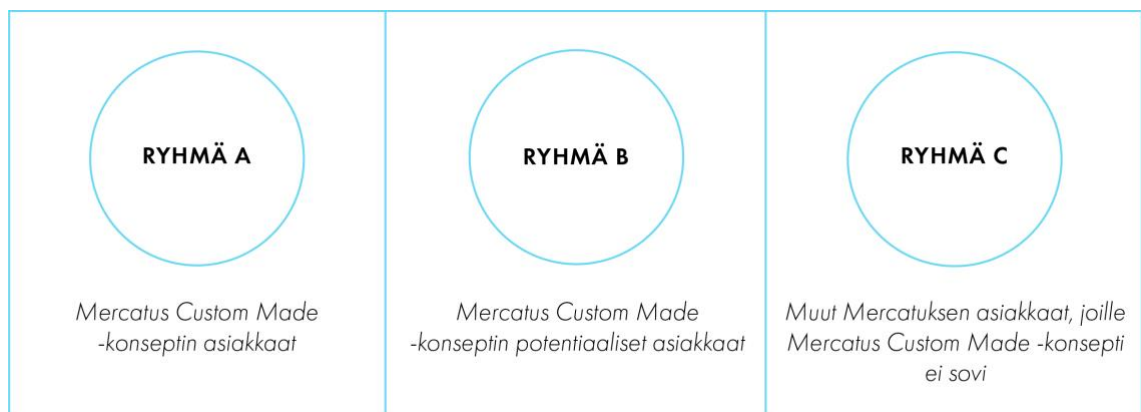 RYHMÄ A
Mercatus Custom Made
-konseptin asiakkaat
RYHMÄ B
Mercatus Custom Made
-konseptin potentiaaliset asiakkaat
RYHMÄ C
Muut Mercatuksen asiakkaat, joille
Mercatus Custom Made -konsepti
ei sovi